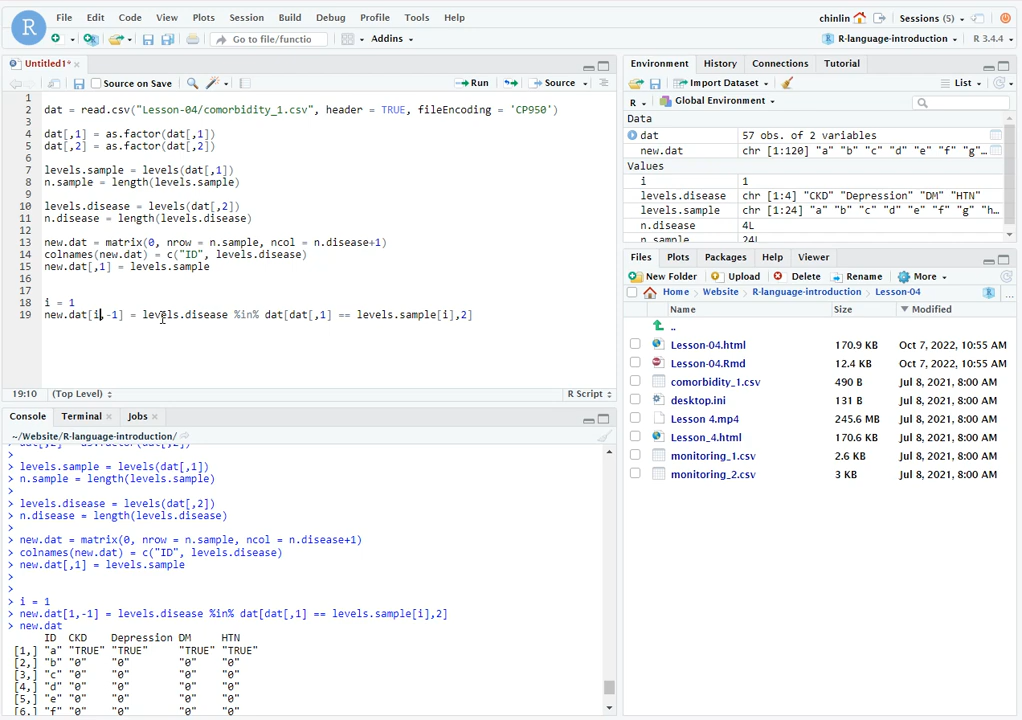 R File Edit Code View Plots Session Build Debug Profile Tools Help chinlin Sessions (5)
Go to file/functio Addins R-language-introduction R 3.4.4
Untitled1* ×
Source on Save Run Source
1
2 dat = read.csv("Lesson-04/comorbidity_1.csv", header = TRUE, fileEncoding = 'CP950')
3
4 dat[,1] = as.factor(dat[,1])
5 dat[,2] = as.factor(dat[,2])
6
7 levels.sample = levels(dat[,1])
8 n.sample = length(levels.sample)
9
10 levels.disease = levels(dat[,2])
11 n.disease = length(levels.disease)
12
13 new.dat = matrix(0, nrow = n.sample, ncol = n.disease+1)
14 colnames(new.dat) = c("ID", levels.disease)
15 new.dat[,1] = levels.sample
16
17
18 i = 1
19 new.dat[i,-1] = levels.disease %in% dat[dat[,1] == levels.sample[i],2]
19:10 (Top Level) R Script
Console Terminal × Jobs ×
~/Website/R-language-introduction/
dat[,2] = as.factor(dat[,2])
>
> levels.sample = levels(dat[,1])
> n.sample = length(levels.sample)
>
> levels.disease = levels(dat[,2])
> n.disease = length(levels.disease)
>
> new.dat = matrix(0, nrow = n.sample, ncol = n.disease+1)
> colnames(new.dat) = c("ID", levels.disease)
> new.dat[,1] = levels.sample
>
>
> i = 1
> new.dat[1,-1] = levels.disease %in% dat[dat[,1] == levels.sample[i],2]
> new.dat
ID CKD Depression DM HTN
[1,] "a" "TRUE" "TRUE" "TRUE" "TRUE"
[2,] "b" "0" "0" "0" "0"
[3,] "c" "0" "0" "0" "0"
[4,] "d" "0" "0" "0" "0"
[5,] "e" "0" "0" "0" "0"
[6,] "f" "0" "0" "0" "0"
Environment History Connections Tutorial
Import Dataset List
R Global Environment
Data
dat 57 obs. of 2 variables
new.dat chr [1:120] "a" "b" "c" "d" "e" "f" "g"…
Values
i 1
levels.disease chr [1:4] "CKD" "Depression" "DM" "HTN"
levels.sample chr [1:24] "a" "b" "c" "d" "e" "f" "g" "h…
n.disease 4L
n.sample 24L
Files Plots Packages Help Viewer
New Folder Upload Delete Rename More
Home Website R-language-introduction Lesson-04 ...
Name Size Modified
..
Lesson-04.html 170.9 KB Oct 7, 2022, 10:55 AM
Lesson-04.Rmd 12.4 KB Oct 7, 2022, 10:55 AM
comorbidity_1.csv 490 B Jul 8, 2021, 8:00 AM
desktop.ini 131 B Jul 8, 2021, 8:00 AM
Lesson 4.mp4 245.6 MB Jul 8, 2021, 8:00 AM
Lesson_4.html 170.6 KB Jul 8, 2021, 8:00 AM
monitoring_1.csv 2.6 KB Jul 8, 2021, 8:00 AM
monitoring_2.csv 3 KB Jul 8, 2021, 8:00 AM